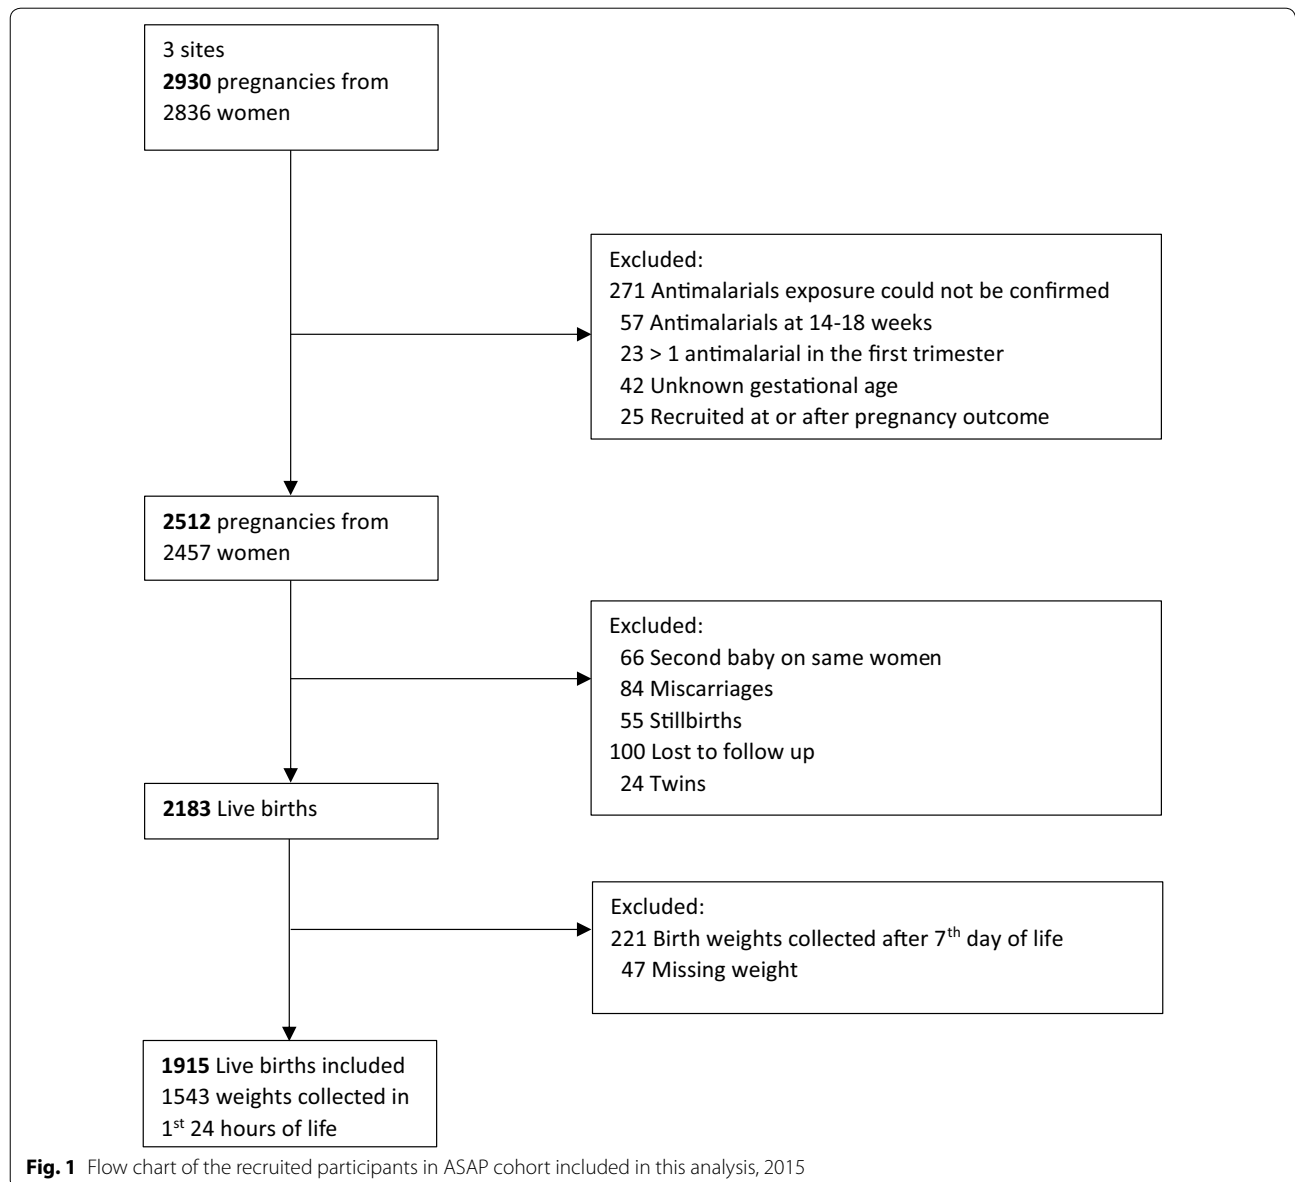 3 sites
2930 pregnancies from
2836 women
Excluded:
271 Antimalarials exposure could not be confirmed
57 Antimalarials at 14-18 weeks
23 > 1 antimalarial in the first trimester
42 Unknown gestational age
25 Recruited at or after pregnancy outcome
2512 pregnancies from
2457 women
Excluded:
66 Second baby on same women
84 Miscarriages
55 Stillbirths
100 Lost to follow up
24 Twins
2183 Live births
Excluded:
221 Birth weights collected after 7th day of life
47 Missing weight
1915 Live births included
1543 weights collected in
1st 24 hours of life
Fig. 1 Flow chart of the recruited participants in ASAP cohort included in this analysis, 2015